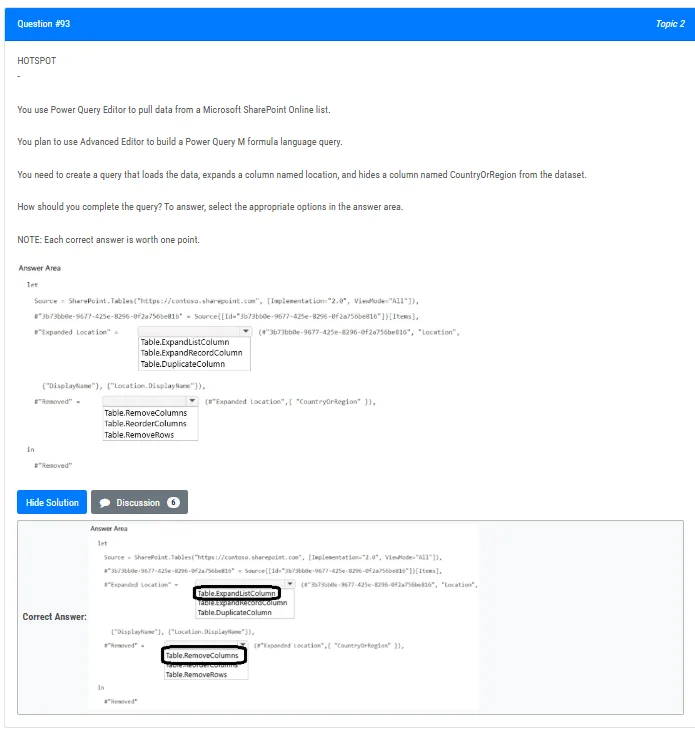 Question #93 Topic 2
HOTSPOT
-
You use Power Query Editor to pull data from a Microsoft SharePoint Online list.
You plan to use Advanced Editor to build a Power Query M formula language query.
You need to create a query that loads the data, expands a column named location, and hides a column named CountryOrRegion from the dataset.
How should you complete the query? To answer, select the appropriate options in the answer area.
NOTE: Each correct answer is worth one point.
Answer Area
let
Source = SharePoint.Tables("https://contoso.sharepoint.com", [Implementation="2.0", ViewMode="All"]),
#"3b73bb0e-9677-425e-8296-0f2a756be816" = Source{[Id="3b73bb0e-9677-425e-8296-0f2a756be816"]}[Items],
#"Expanded Location" = (#"3b73bb0e-9677-425e-8296-0f2a756be816", "Location",
Table.ExpandListColumn
Table.ExpandRecordColumn
Table.DuplicateColumn
{"DisplayName"}, {"Location.DisplayName"}),
#"Removed" = (#"Expanded Location",{ "CountryOrRegion" }),
Table.RemoveColumns
Table.ReorderColumns
Table.RemoveRows
in
#"Removed"
Hide Solution Discussion 6
Correct Answer:
Answer Area
let
Source = SharePoint.Tables("https://contoso.sharepoint.com", [Implementation="2.0", ViewMode="All"]),
#"3b73bb0e-9677-425e-8296-0f2a756be816" = Source{[Id="3b73bb0e-9677-425e-8296-0f2a756be816"]}[Items],
#"Expanded Location" = (#"3b73bb0e-9677-425e-8296-0f2a756be816", "Location",
Table.ExpandListColumn
Table.ExpandRecordColumn
Table.DuplicateColumn
{"DisplayName"}, {"Location.DisplayName"}),
#"Removed" = (#"Expanded Location",{ "CountryOrRegion" }),
Table.RemoveColumns
Table.ReorderColumns
Table.RemoveRows
in
#"Removed"